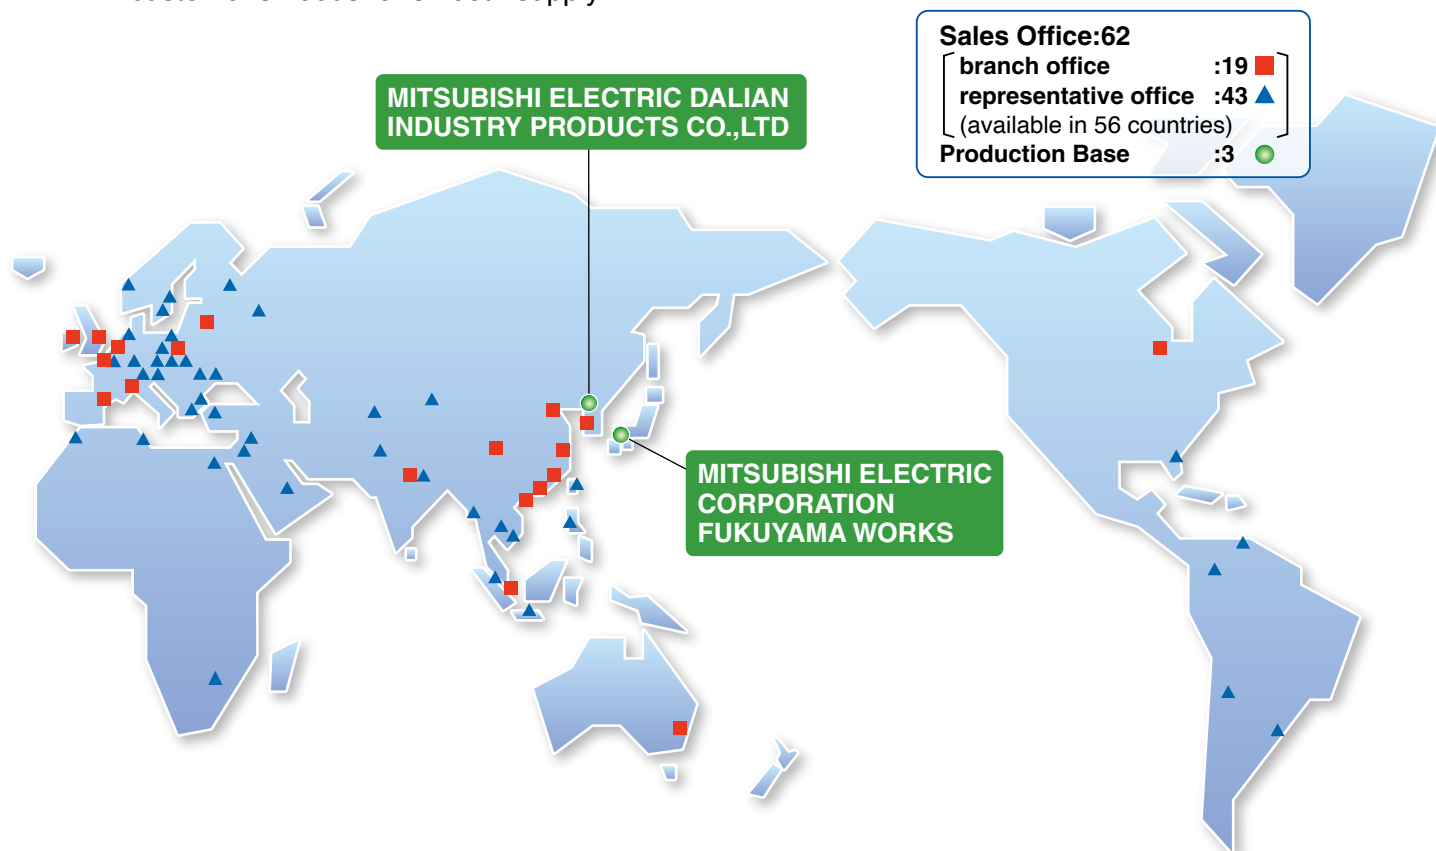 Sales Office:62
branch office :19
representative office :43
(available in 56 countries)
Production Base :3
MITSUBISHI ELECTRIC DALIAN
INDUSTRY PRODUCTS CO.,LTD
MITSUBISHI ELECTRIC
CORPORATION
FUKUYAMA WORKS